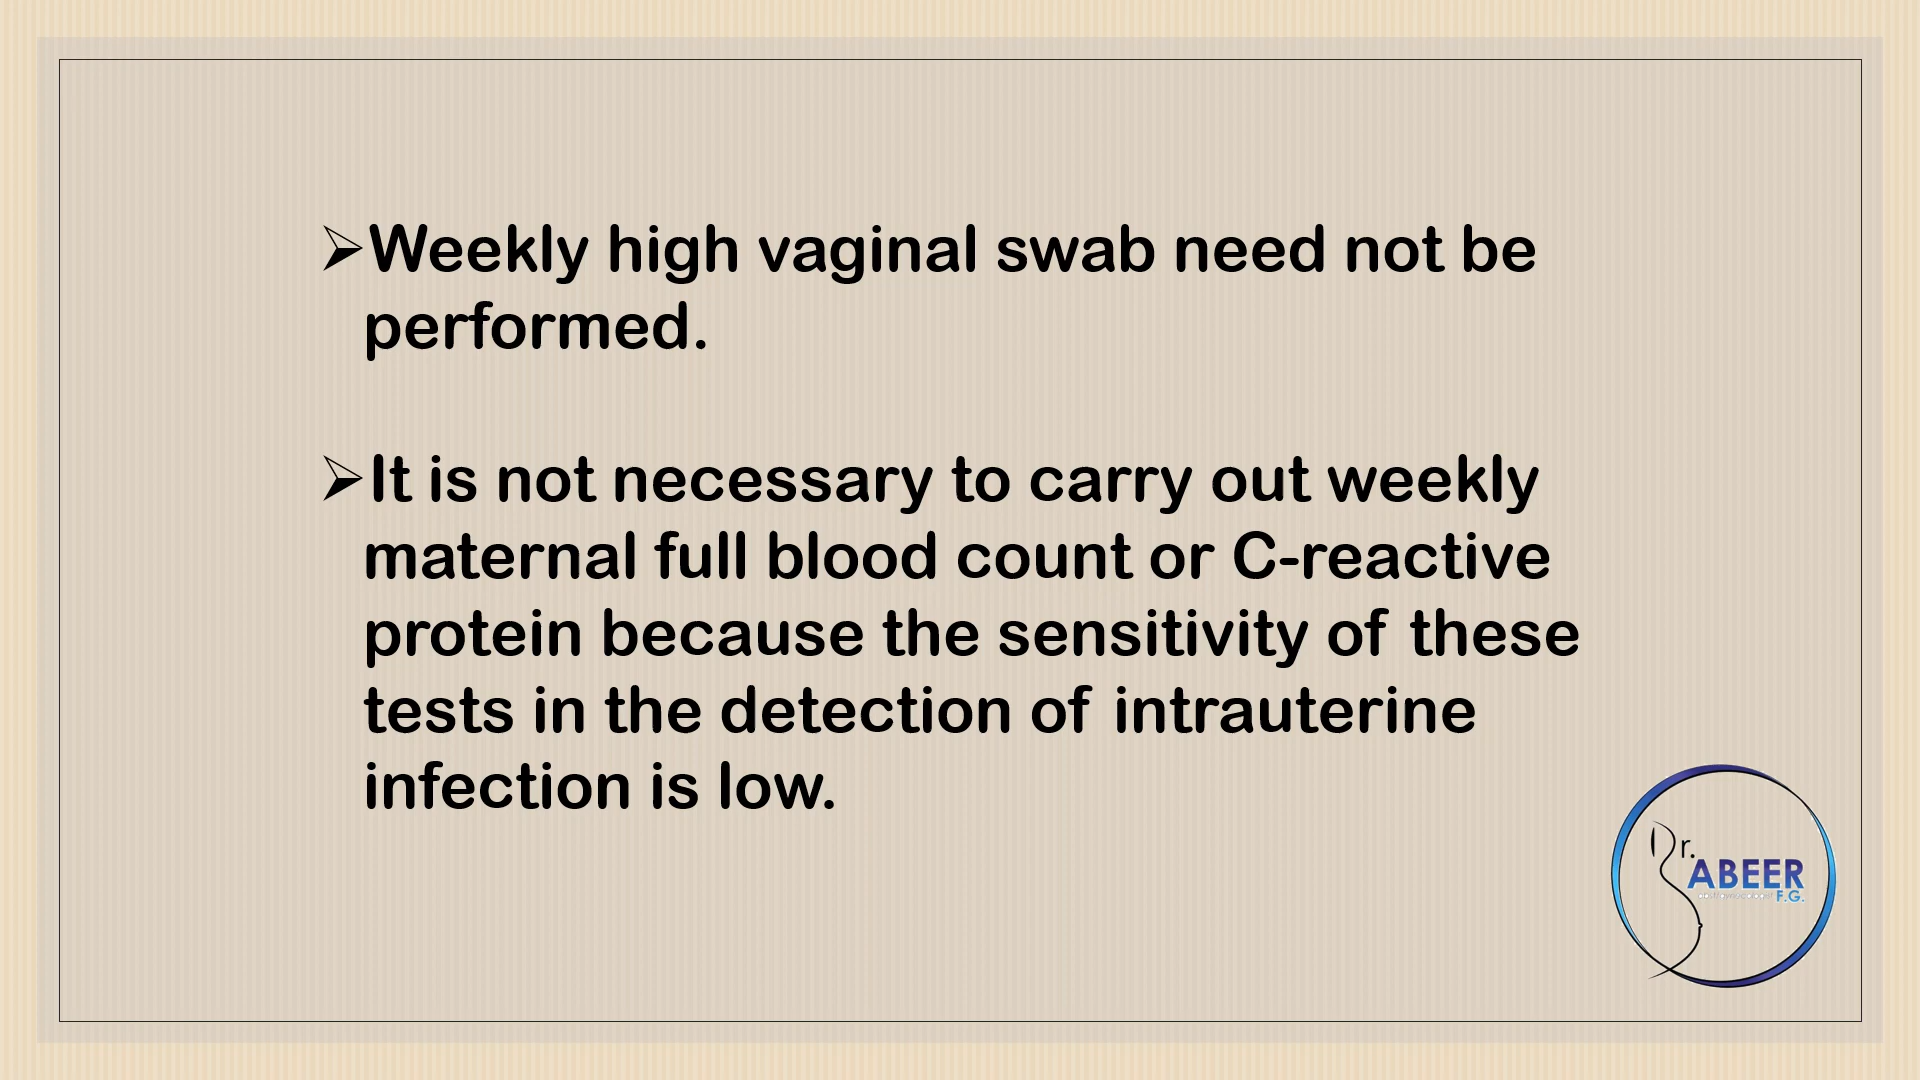 ➢Weekly high vaginal swab need not be
performed.
➢It is not necessary to carry out weekly
maternal full blood count or C-reactive
protein because the sensitivity of these
tests in the detection of intrauterine
infection is low.
Dr.
ABEER
F.G.